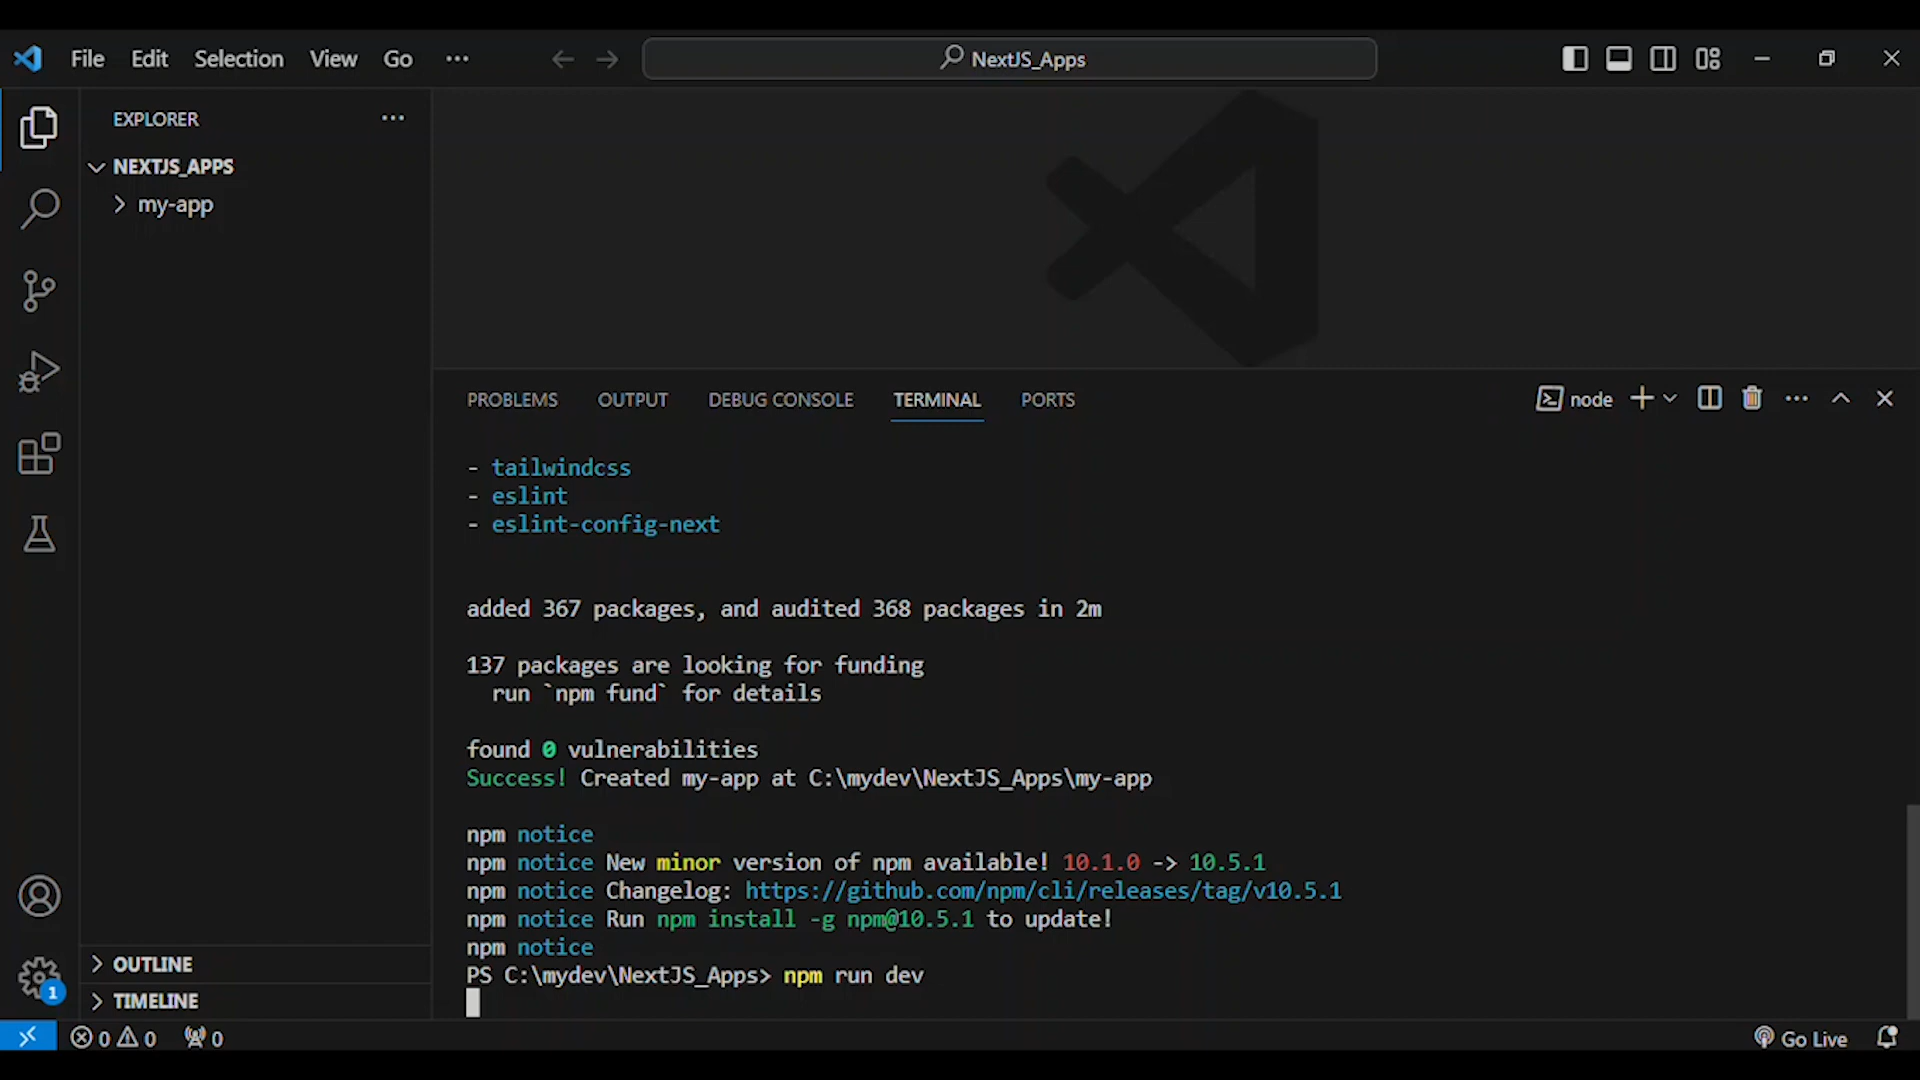 File Edit Selection View Go ··· NextJS_Apps
EXPLORER ···
NEXTJS_APPS
my-app
PROBLEMS OUTPUT DEBUG CONSOLE TERMINAL PORTS node ···
- tailwindcss
- eslint
- eslint-config-next
added 367 packages, and audited 368 packages in 2m
137 packages are looking for funding
run `npm fund` for details
found 0 vulnerabilities
Success! Created my-app at C:\mydev\NextJS_Apps\my-app
npm notice
npm notice New minor version of npm available! 10.1.0 -> 10.5.1
npm notice Changelog: https://github.com/npm/cli/releases/tag/v10.5.1
npm notice Run npm install -g npm@10.5.1 to update!
npm notice
PS C:\mydev\NextJS_Apps> npm run dev
OUTLINE
1
TIMELINE
0 0 0 Go Live